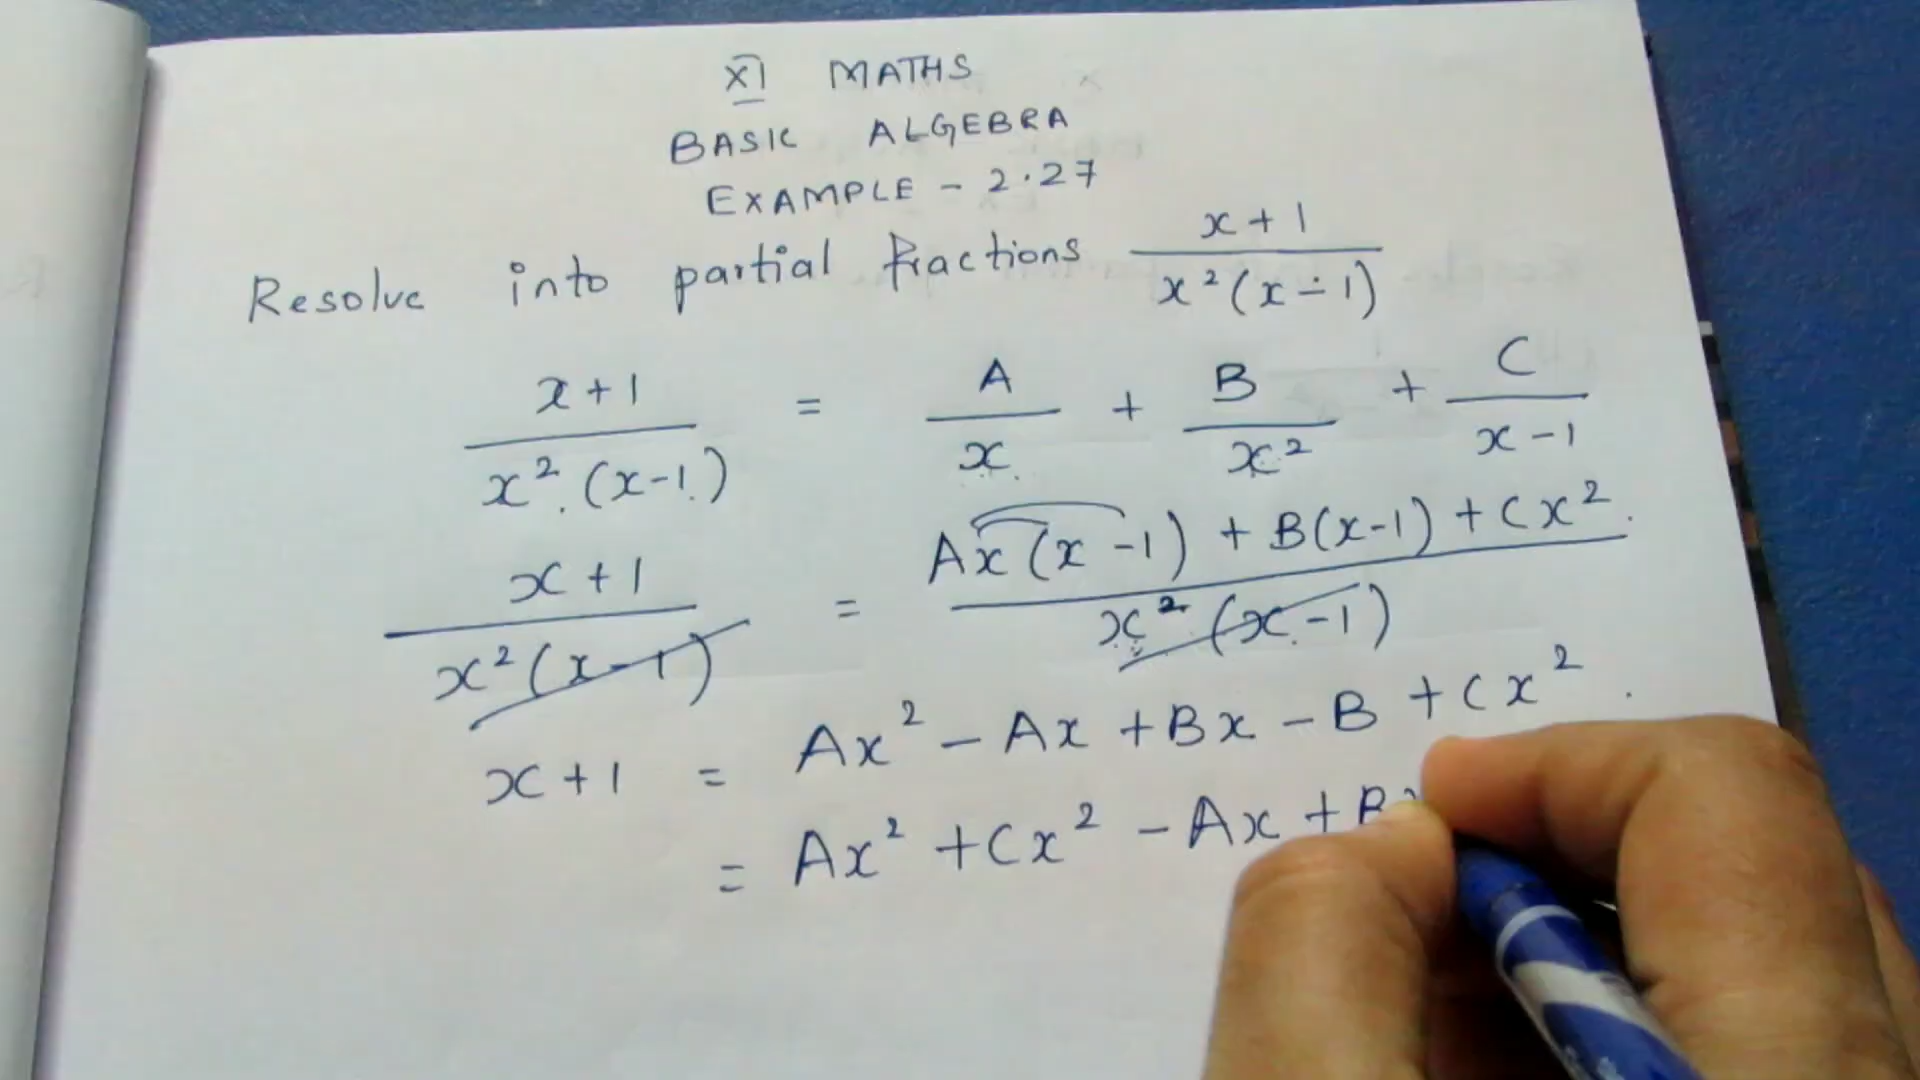 XI MATHS
BASIC ALGEBRA
EXAMPLE - 2.27
Resolve into partial fractions (x+1)/(x²(x-1))
(x+1)/(x²(x-1)) = A/x + B/x² + C/(x-1)
(x+1)/(x²(x-1)) = (Ax(x-1) + B(x-1) + Cx²)/(x²(x-1))
x+1 = Ax² - Ax + Bx - B + Cx²
= Ax² + Cx² - Ax + B